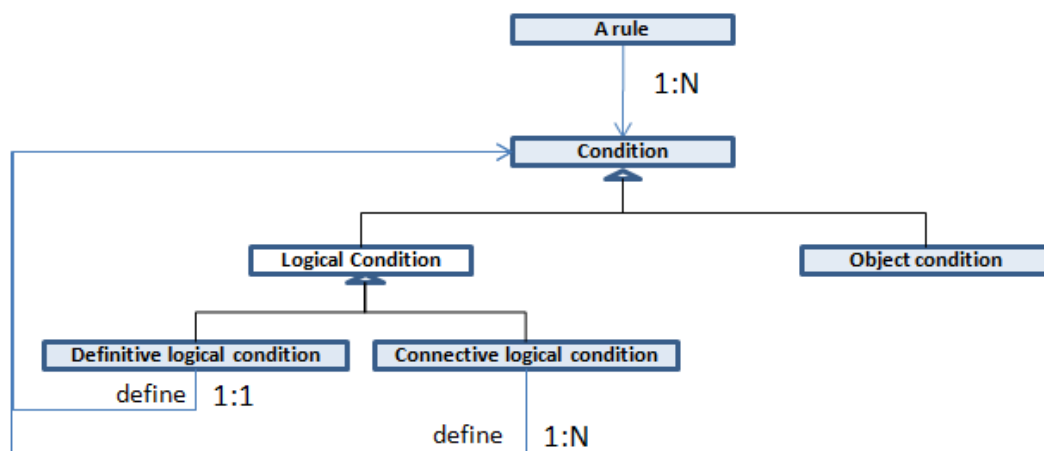 A rule
1:N
Condition
Logical Condition
Object condition
Definitive logical condition
Connective logical condition
define 1:1
define 1:N